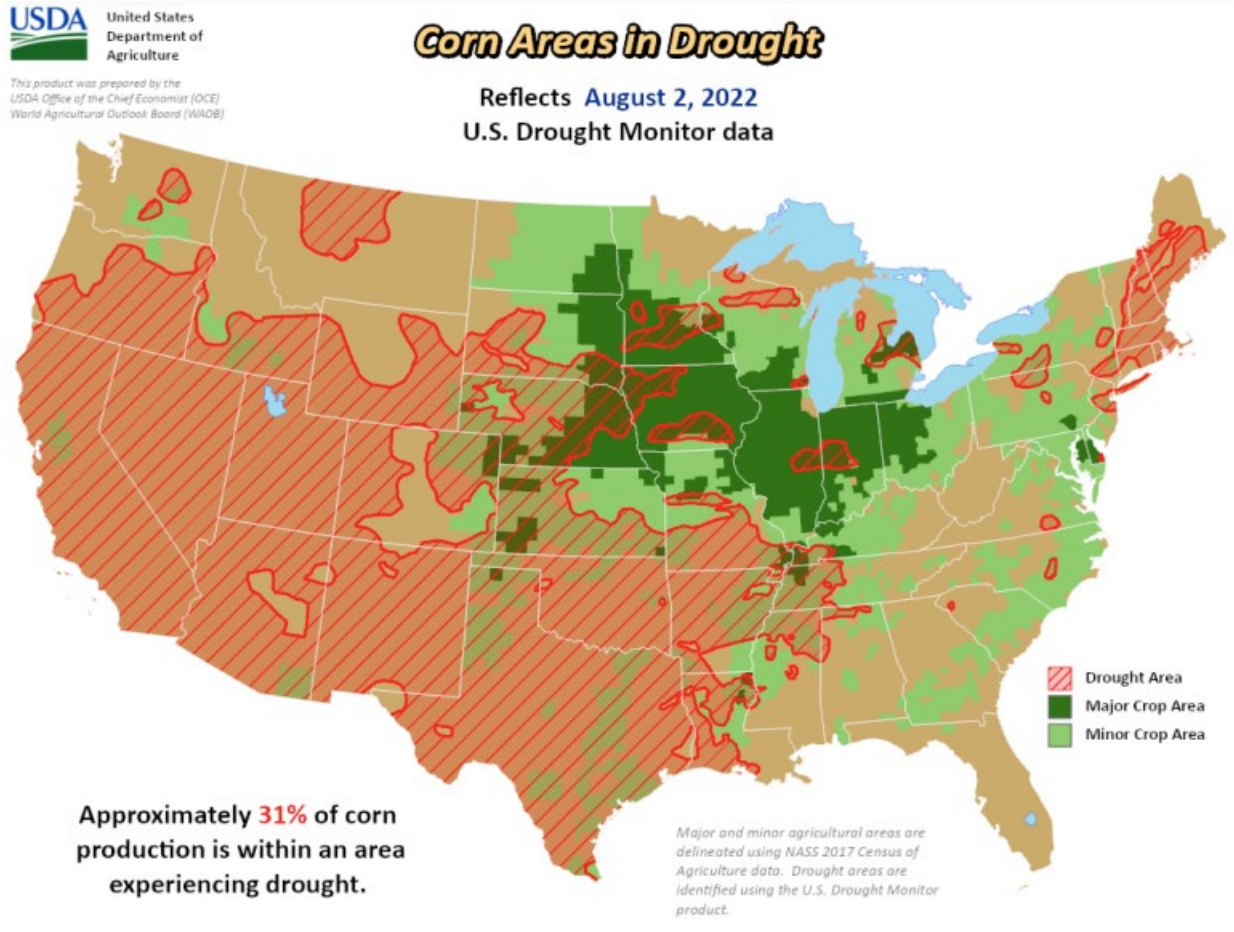 USDA
United States
Department of
Agriculture
This product was prepared by the
USDA Office of the Chief Economist (OCE)
World Agricultural Outlook Board (WAOB)
Corn Areas in Drought
Reflects August 2, 2022
U.S. Drought Monitor data
Drought Area
Major Crop Area
Minor Crop Area
Approximately 31% of corn
production is within an area
experiencing drought.
Major and minor agricultural areas are
delineated using NASS 2017 Census of
Agriculture data. Drought areas are
identified using the U.S. Drought Monitor
product.